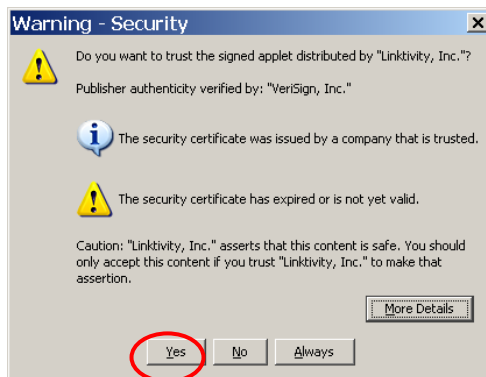 Warning - Security
Do you want to trust the signed applet distributed by "Linktivity, Inc."?
Publisher authenticity verified by: "VeriSign, Inc."
The security certificate was issued by a company that is trusted.
The security certificate has expired or is not yet valid.
Caution: "Linktivity, Inc." asserts that this content is safe. You should
only accept this content if you trust "Linktivity, Inc." to make that
assertion.
More Details
Yes No Always